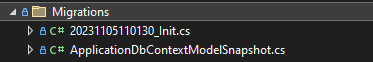 Migrations
C# 20231105110130_Init.cs
C# ApplicationDbContextModelSnapshot.cs